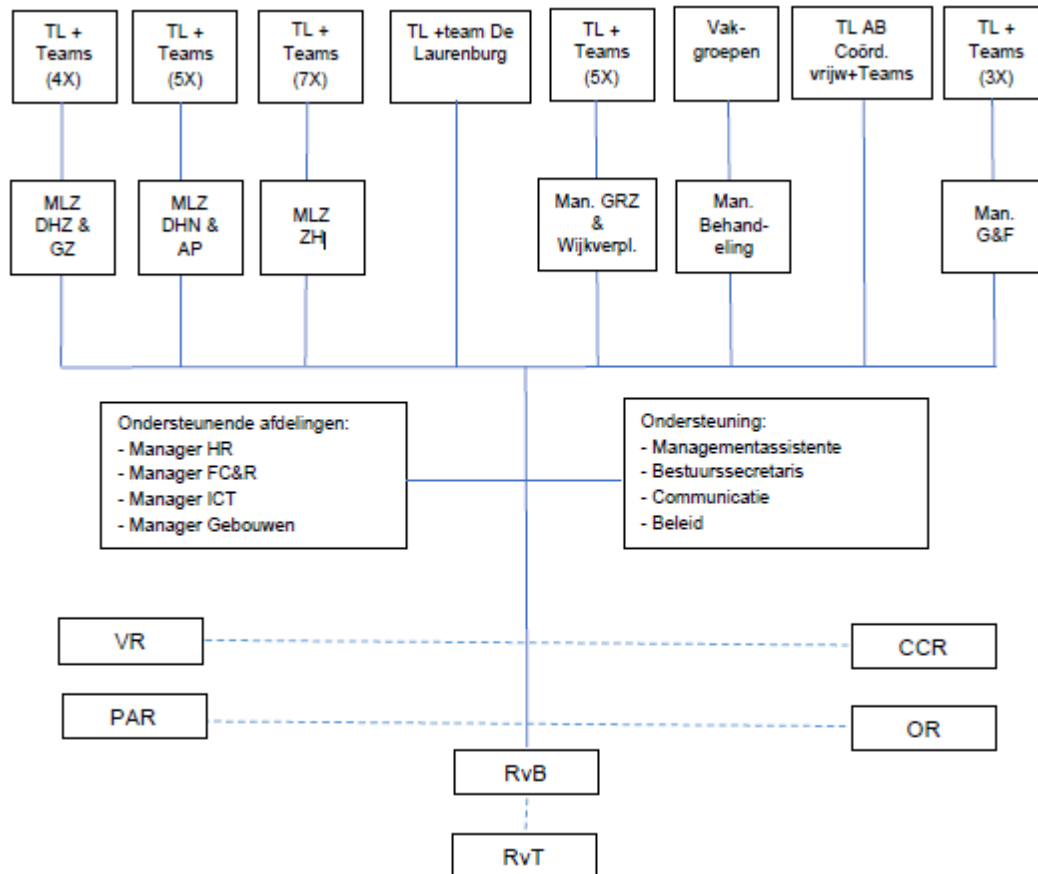 TL +
Teams
(4X)
TL +
Teams
(5X)
TL +
Teams
(7X)
TL +team De
Laurenburg
TL +
Teams
(5X)
Vak-
groepen
TL AB
Coörd.
vrijw+Teams
TL +
Teams
(3X)
MLZ
DHZ &
GZ
MLZ
DHN &
AP
MLZ
ZH
Man. GRZ
&
Wijkverpl.
Man.
Behand-
eling
Man.
G&F
Ondersteunende afdelingen:
- Manager HR
- Manager FC&R
- Manager ICT
- Manager Gebouwen
Ondersteuning:
- Managementassistente
- Bestuurssecretaris
- Communicatie
- Beleid
VR
CCR
PAR
OR
RvB
RvT